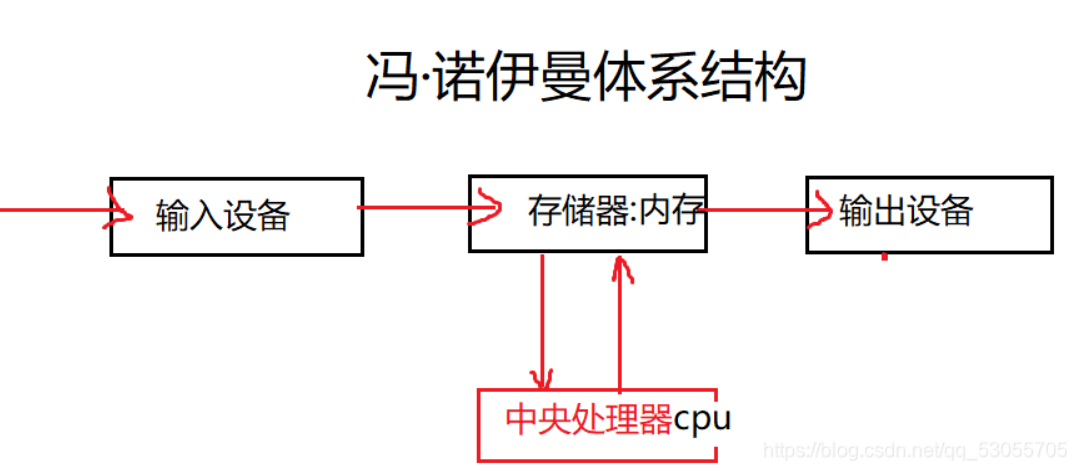 冯·诺伊曼体系结构
输入设备
存储器:内存
输出设备
中央处理器cpu
https://blog.csdn.net/qq_53055705